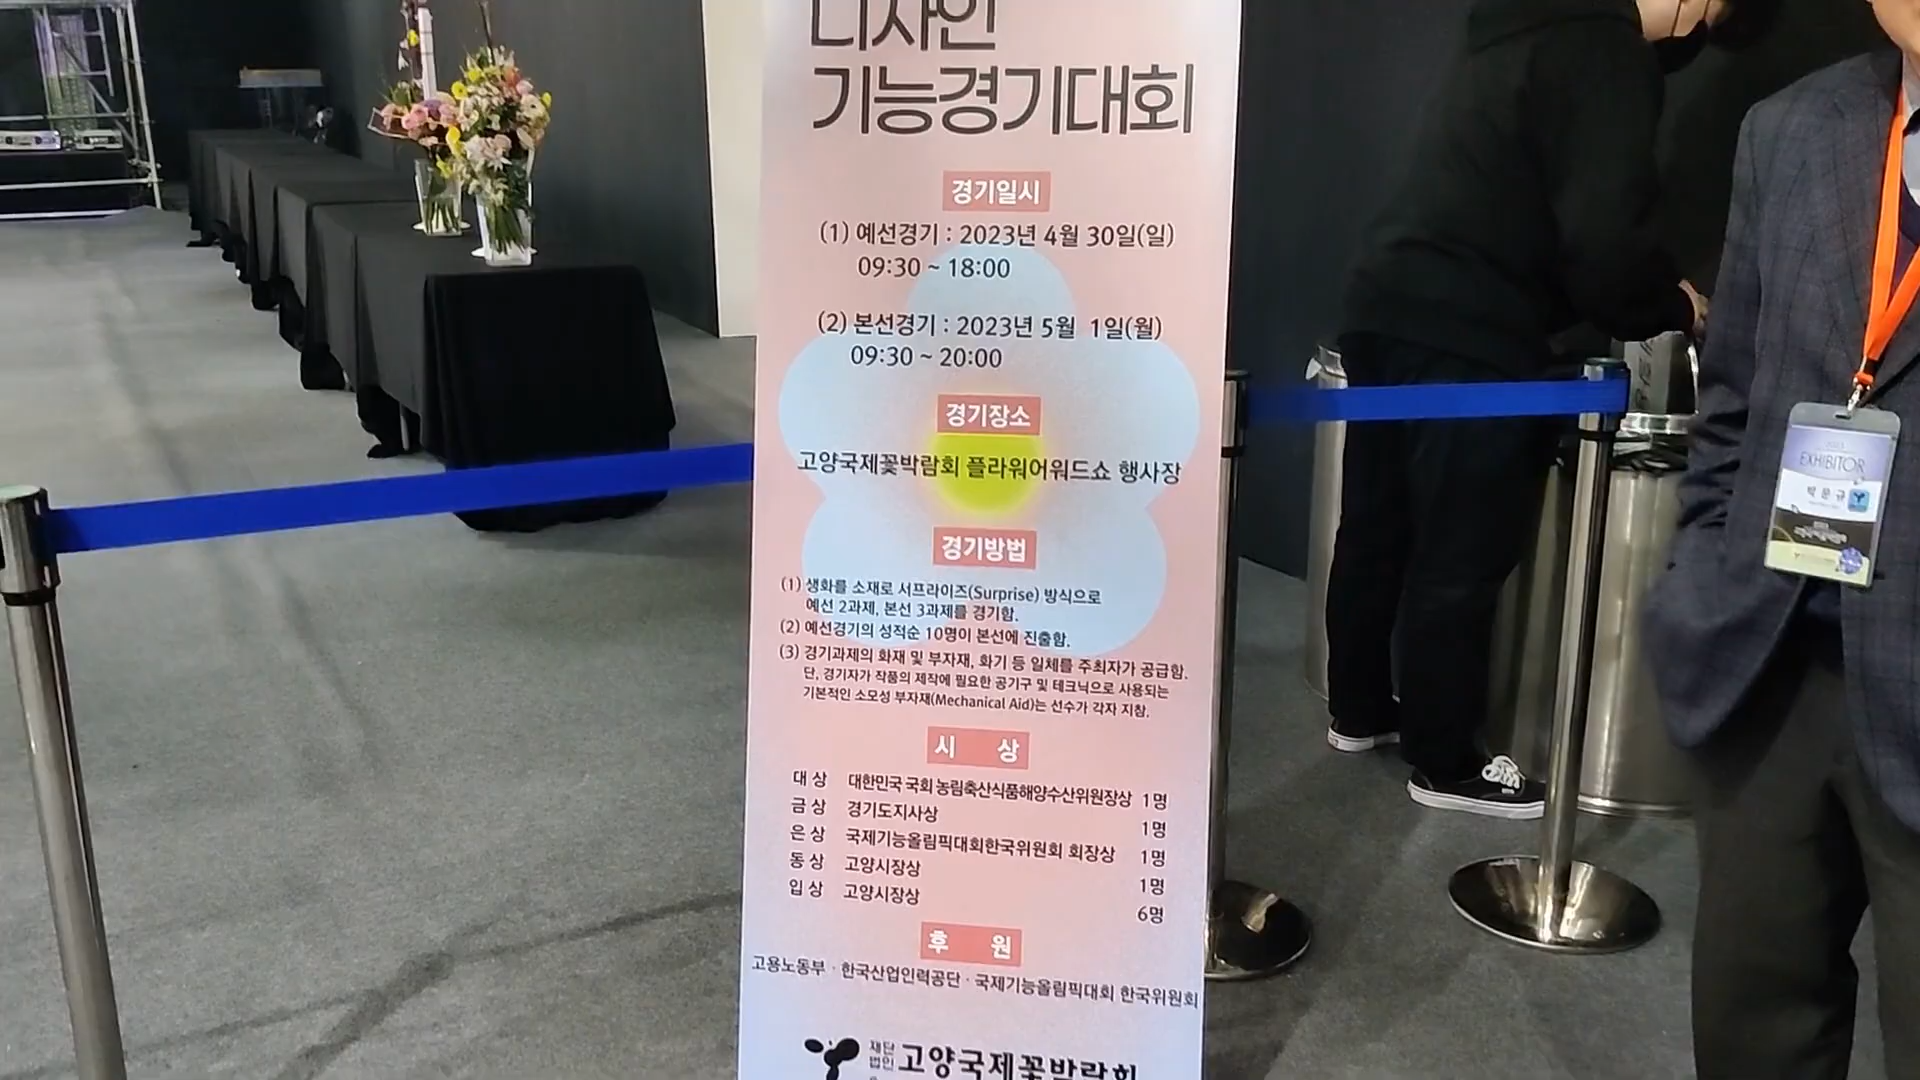 디자인
기능경기대회
경기일시
(1) 예선경기 : 2023년 4월 30일(일)
09:30 ~ 18:00
(2) 본선경기 : 2023년 5월 1일(월)
09:30 ~ 20:00
경기장소
고양국제꽃박람회 플라워어워드쇼 행사장
경기방법
(1) 생화를 소재로 서프라이즈(Surprise) 방식으로
예선 2과제, 본선 3과제를 경기함.
(2) 예선경기의 성적순 10명이 본선에 진출함.
(3) 경기과제의 화재 및 부자재, 화기 등 일체를 주최자가 공급함.
단, 경기자가 작품의 제작에 필요한 공기구 및 테크닉으로 사용되는
기본적인 소모성 부자재(Mechanical Aid)는 선수가 각자 지참.
시 상
대 상 대한민국 국회 농림축산식품해양수산위원장상 1명
금 상 경기도지사상 1명
은 상 국제기능올림픽대회한국위원회 회장상 1명
동 상 고양시장상 1명
입 상 고양시장상 6명
후 원
고용노동부 · 한국산업인력공단 · 국제기능올림픽대회 한국위원회
재단
법인 고양국제꽃박람회
EXHIBITOR
박 문 규